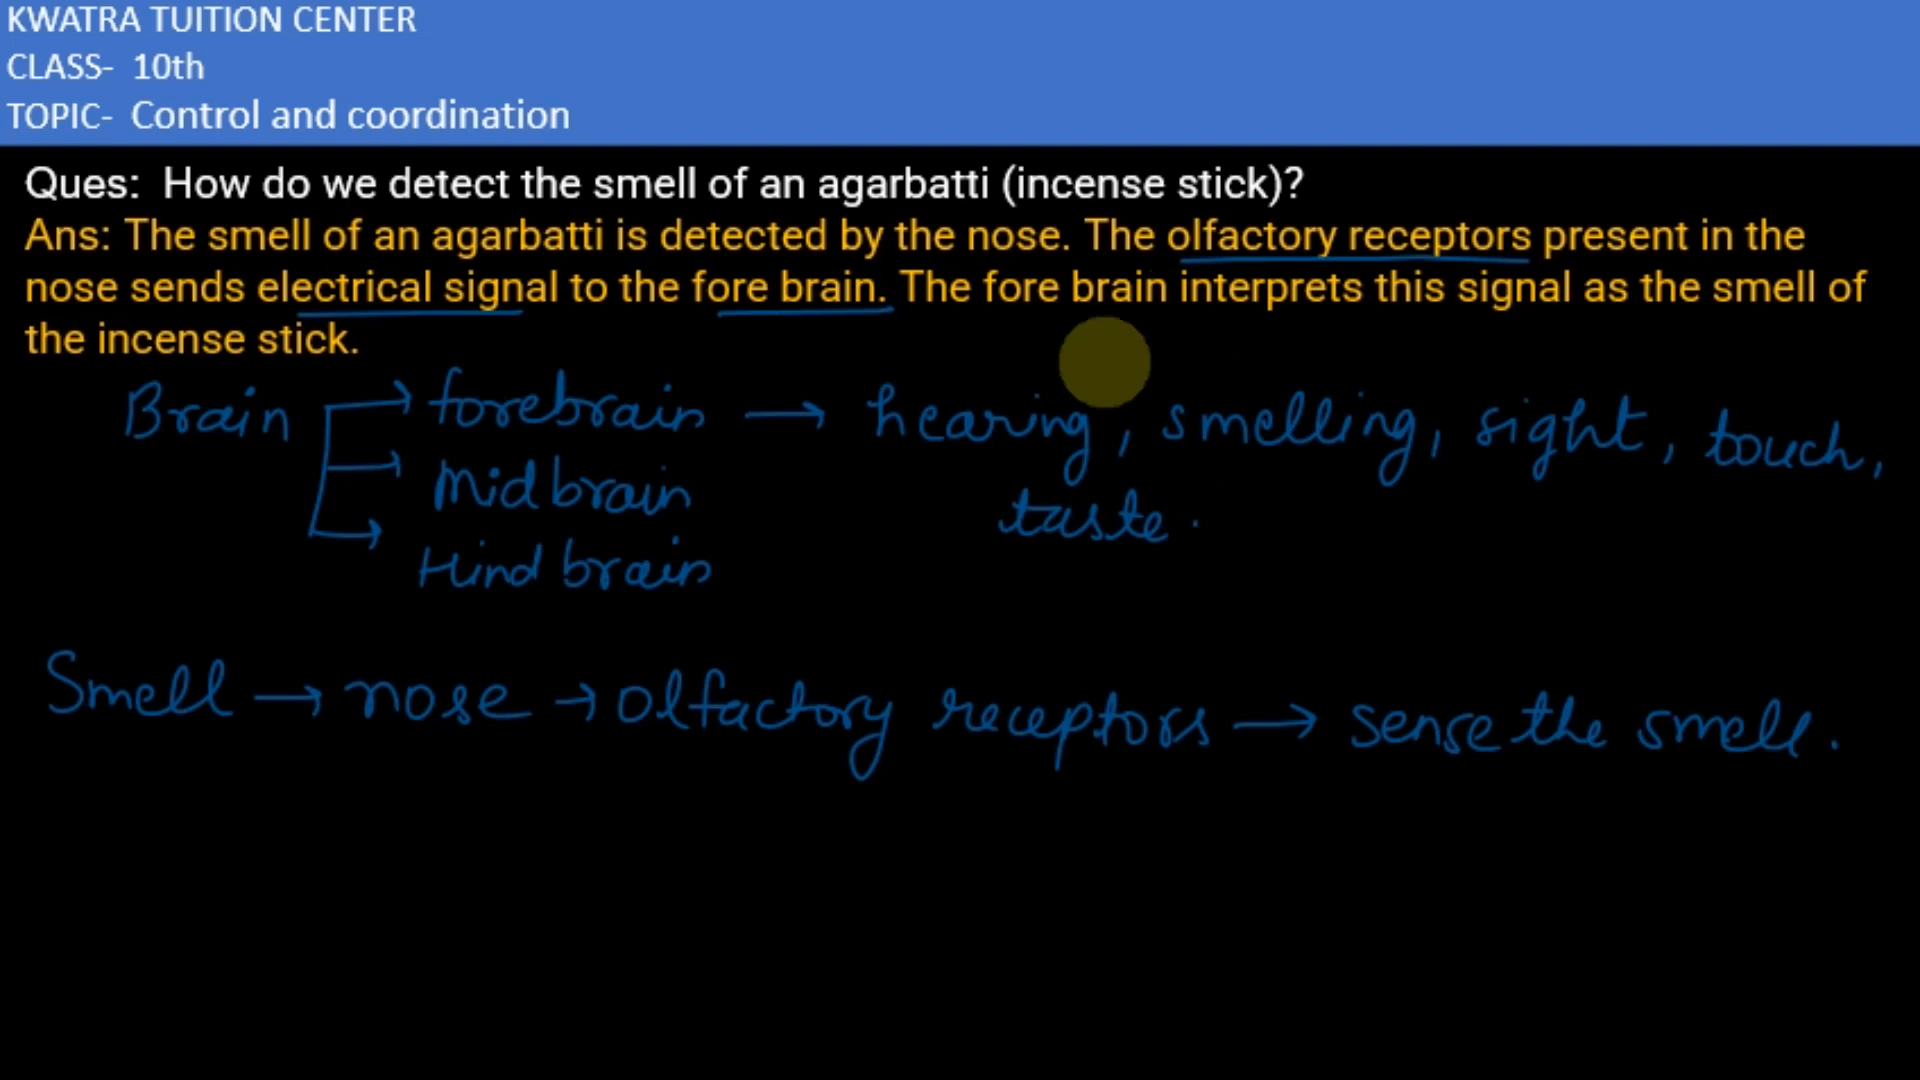 KWATRA TUITION CENTER
CLASS- 10th
TOPIC- Control and coordination
Ques: How do we detect the smell of an agarbatti (incense stick)?
Ans: The smell of an agarbatti is detected by the nose. The olfactory receptors present in the
nose sends electrical signal to the fore brain. The fore brain interprets this signal as the smell of
the incense stick.
Brain → forebrain → hearing, smelling, sight, touch,
→ Mid brain
taste.
→ Hind brain
Smell → nose → olfactory receptors → sense the smell.